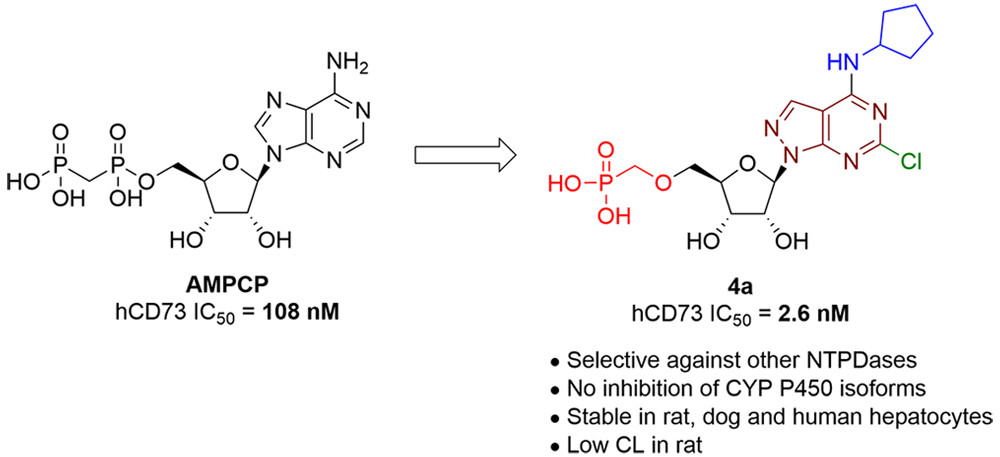 NH₂
N
N
N
N
O
P
HO
OH
O
P
OH
O
O
HO
OH
AMPCP
hCD73 IC₅₀ = 108 nM
HN
N
N
N
N
Cl
O
HO
P
OH
O
O
HO
OH
4a
hCD73 IC₅₀ = 2.6 nM
• Selective against other NTPDases
• No inhibition of CYP P450 isoforms
• Stable in rat, dog and human hepatocytes
• Low CL in rat